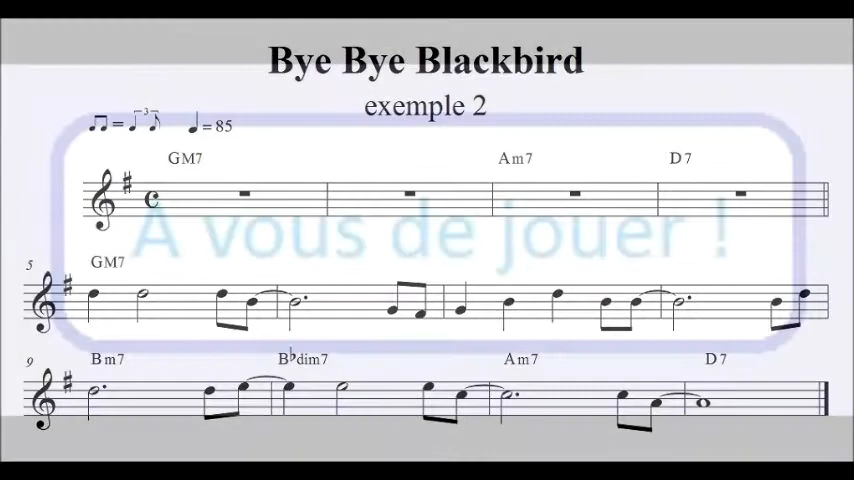 Bye Bye Blackbird
exemple 2
= 3 = 85
GM7 Am7 D7
A vous de jouer !
5 GM7
9 Bm7 B♭dim7 Am7 D7